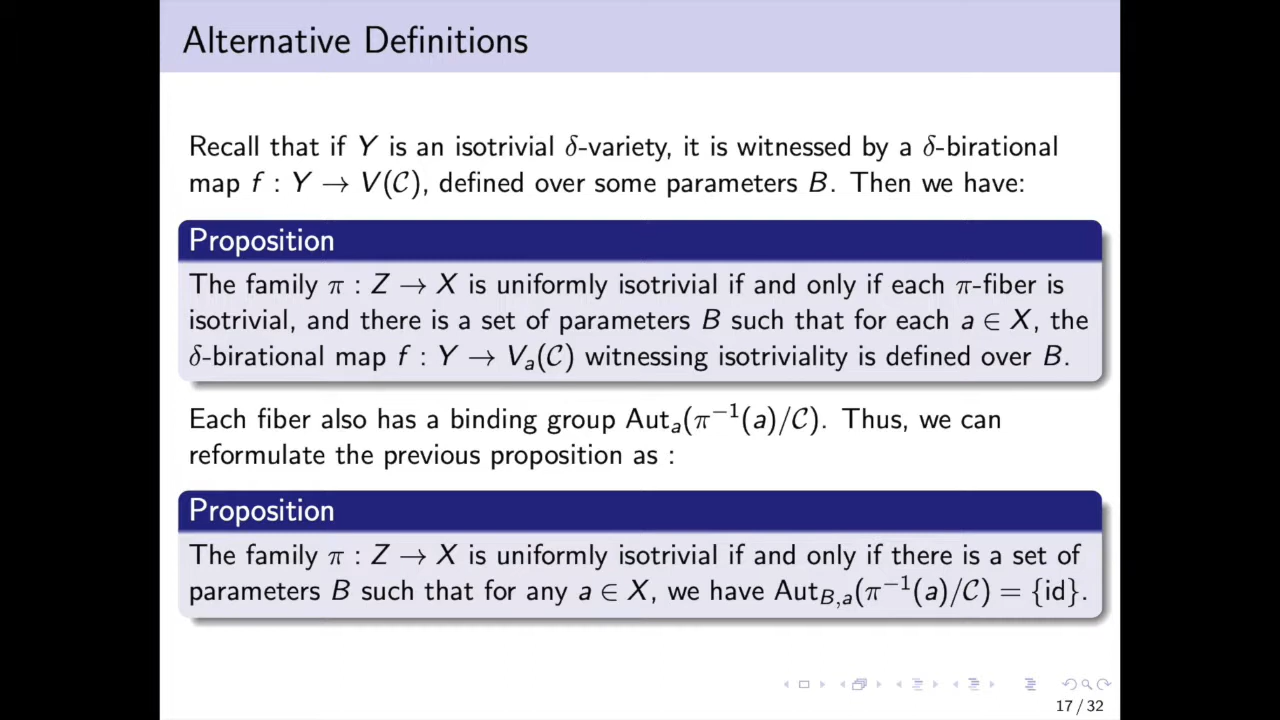 Alternative Definitions
Recall that if Y is an isotrivial δ-variety, it is witnessed by a δ-birational
map f : Y → V(𝒞), defined over some parameters B. Then we have:
Proposition
The family π : Z → X is uniformly isotrivial if and only if each π-fiber is
isotrivial, and there is a set of parameters B such that for each a ∈ X, the
δ-birational map f : Y → Vₐ(𝒞) witnessing isotriviality is defined over B.
Each fiber also has a binding group Autₐ(π⁻¹(a)/𝒞). Thus, we can
reformulate the previous proposition as :
Proposition
The family π : Z → X is uniformly isotrivial if and only if there is a set of
parameters B such that for any a ∈ X, we have Aut_{B,a}(π⁻¹(a)/𝒞) = {id}.
17 / 32